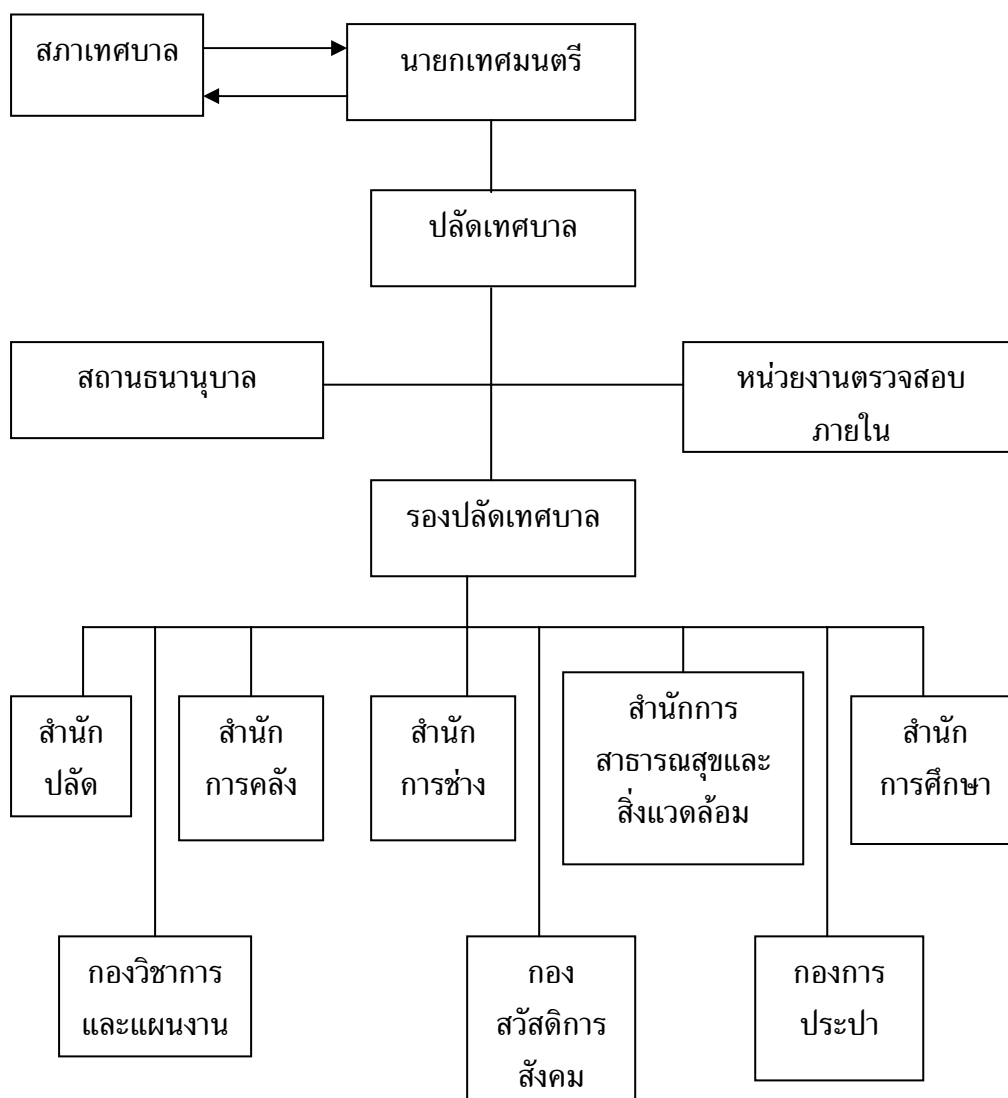 สภาเทศบาล
นายกเทศมนตรี
ปลัดเทศบาล
สถานธนานุบาล
หน่วยงานตรวจสอบ
ภายใน
รองปลัดเทศบาล
สำนัก
ปลัด
สำนัก
การคลัง
สำนัก
การช่าง
สำนักการ
สาธารณสุขและ
สิ่งแวดล้อม
สำนัก
การศึกษา
กองวิชาการ
และแผนงาน
กอง
สวัสดิการ
สังคม
กองการ
ประปา